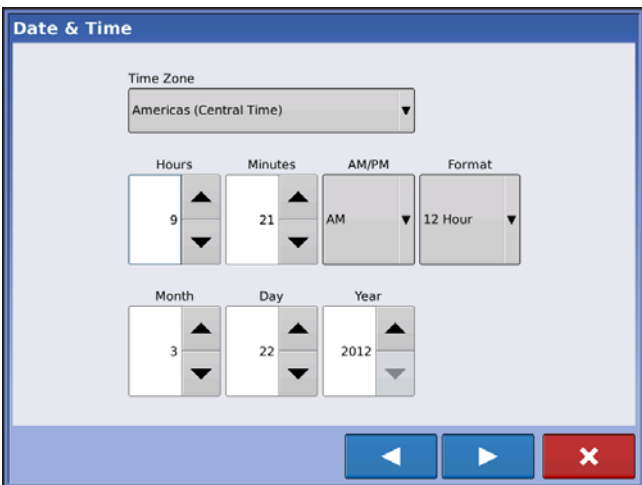 Date & Time
Time Zone
Americas (Central Time)
Hours Minutes AM/PM Format
9 21 AM 12 Hour
Month Day Year
3 22 2012